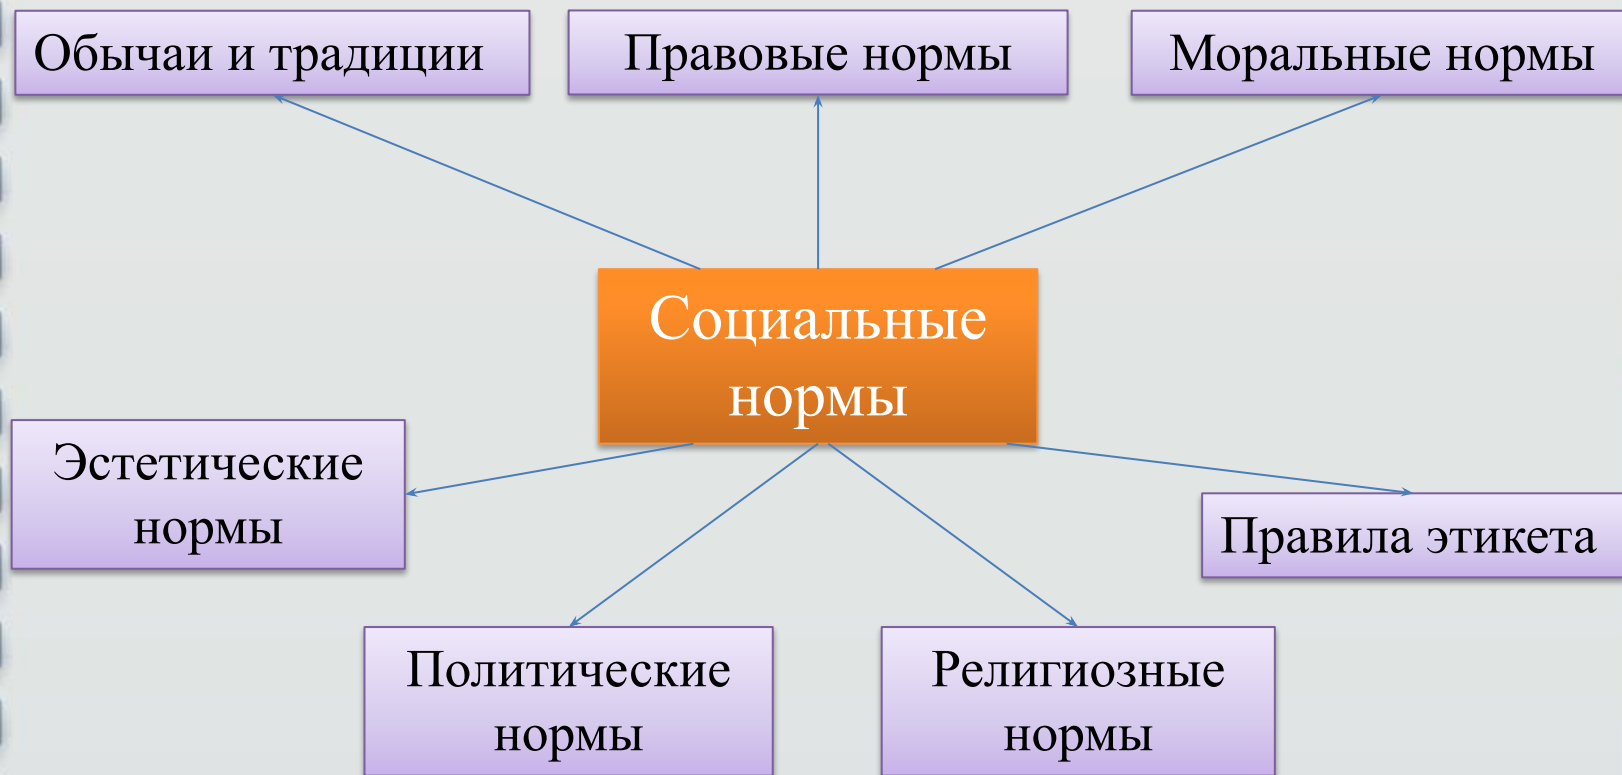 Обычаи и традиции
Правовые нормы
Моральные нормы
Социальные
нормы
Эстетические
нормы
Правила этикета
Политические
нормы
Религиозные
нормы